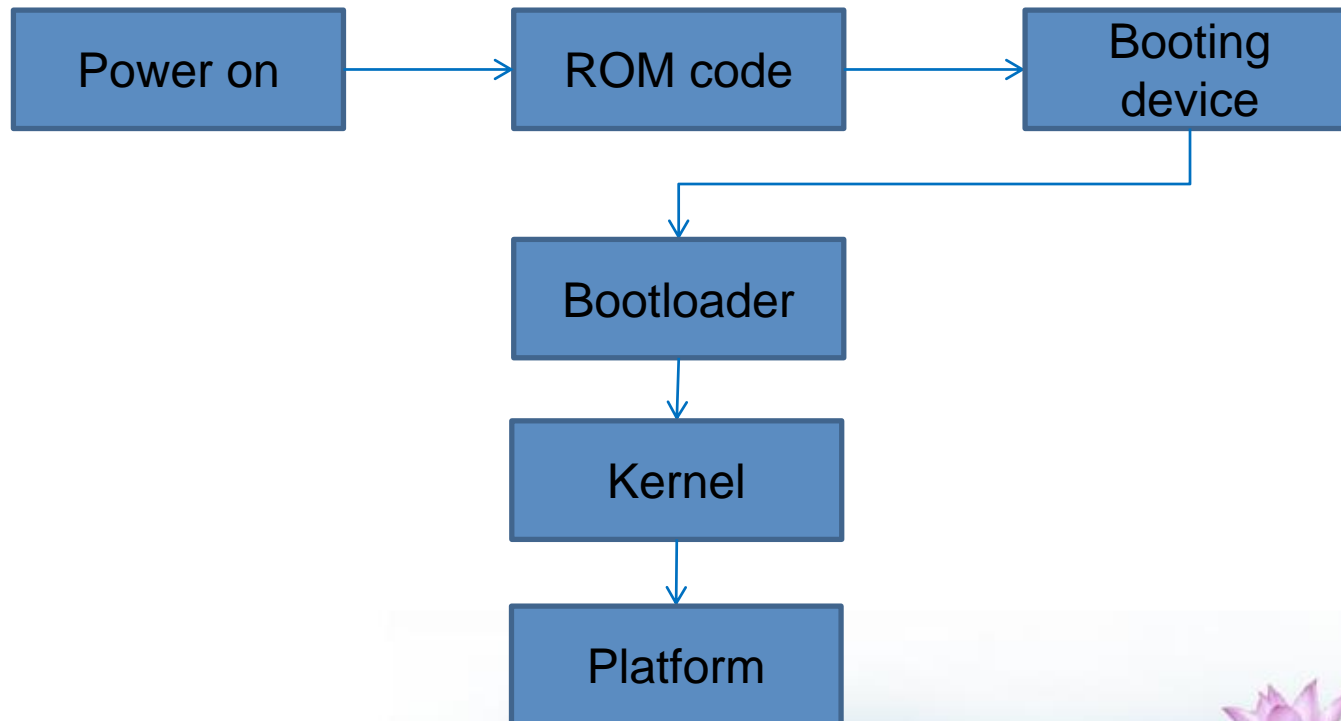 Power on
ROM code
Booting
device
Bootloader
Kernel
Platform